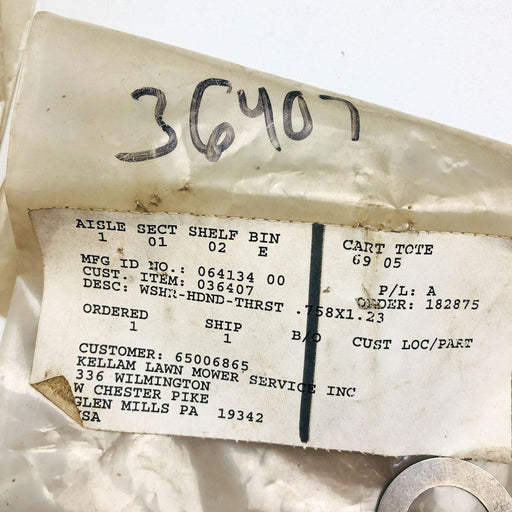 36407
AISLE SECT SHELF BIN
1 01 02 E
CART TOTE
69 05
MFG ID NO.: 064134 00
CUST. ITEM: 036407
P/L: A
DESC: WSHR-HDND-THRST .758X1.23
ORDER: 182875
ORDERED SHIP B/O CUST LOC/PART
1 1
CUSTOMER: 65006865
KELLAM LAWN MOWER SERVICE INC
336 WILMINGTON
W CHESTER PIKE
GLEN MILLS PA 19342
SA